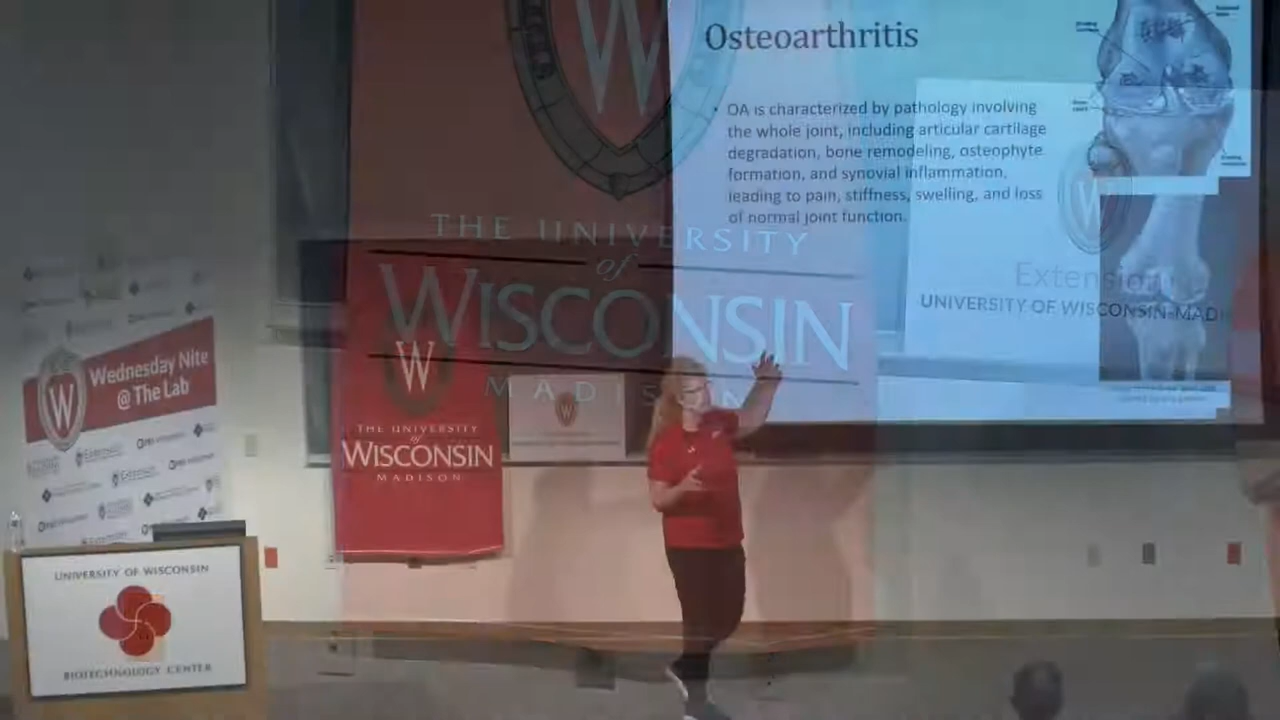 Osteoarthritis
• OA is characterized by pathology involving
the whole joint, including articular cartilage
degradation, bone remodeling, osteophyte
formation, and synovial inflammation,
leading to pain, stiffness, swelling, and loss
of normal joint function.
THE UNIVERSITY
of
WISCONSIN
MADISON
W
Extension
UNIVERSITY OF WISCONSIN-MADI
W
THE UNIVERSITY
of
WISCONSIN
MADISON
W
Wednesday Nite
@ The Lab
Extension
Extension
UNIVERSITY OF WISCONSIN
BIOTECHNOLOGY CENTER